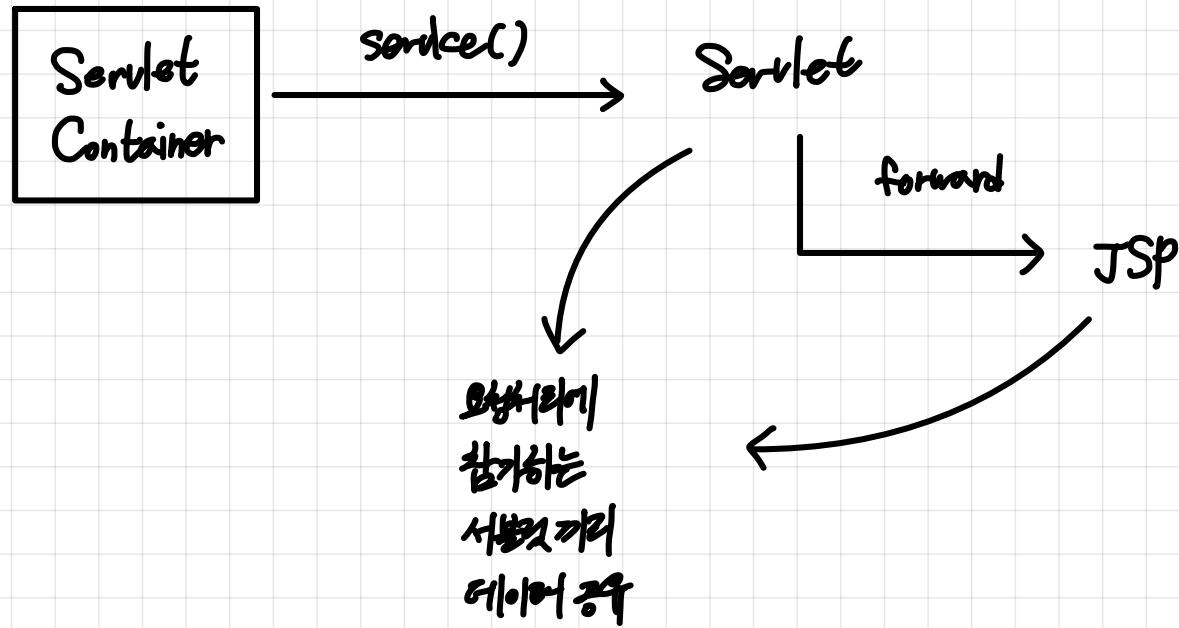 Servlet
Container
service()
Servlet
forward
JSP
요청처리에
참가하는
서블릿 끼리
데이터 공유